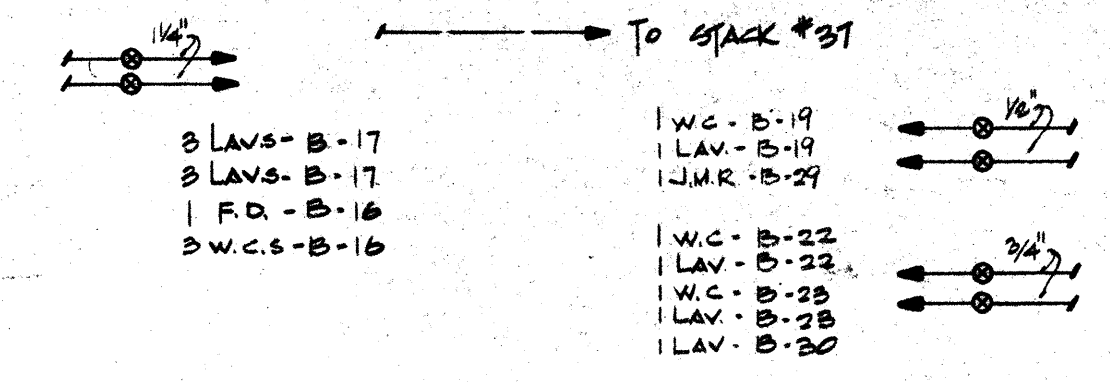 1 1/4"
TO STACK #37
3 LAVS - B - 17
3 LAVS - B - 17
1 F.D. - B - 16
3 W.C.S - B - 16
1 W.C - B - 19
1 LAV. - B - 19
1 J.M.R. - B - 29
1/2"
1 W.C - B - 22
1 LAV - B - 22
1 W.C - B - 23
1 LAV. - B - 23
1 LAV - B - 30
3/4"